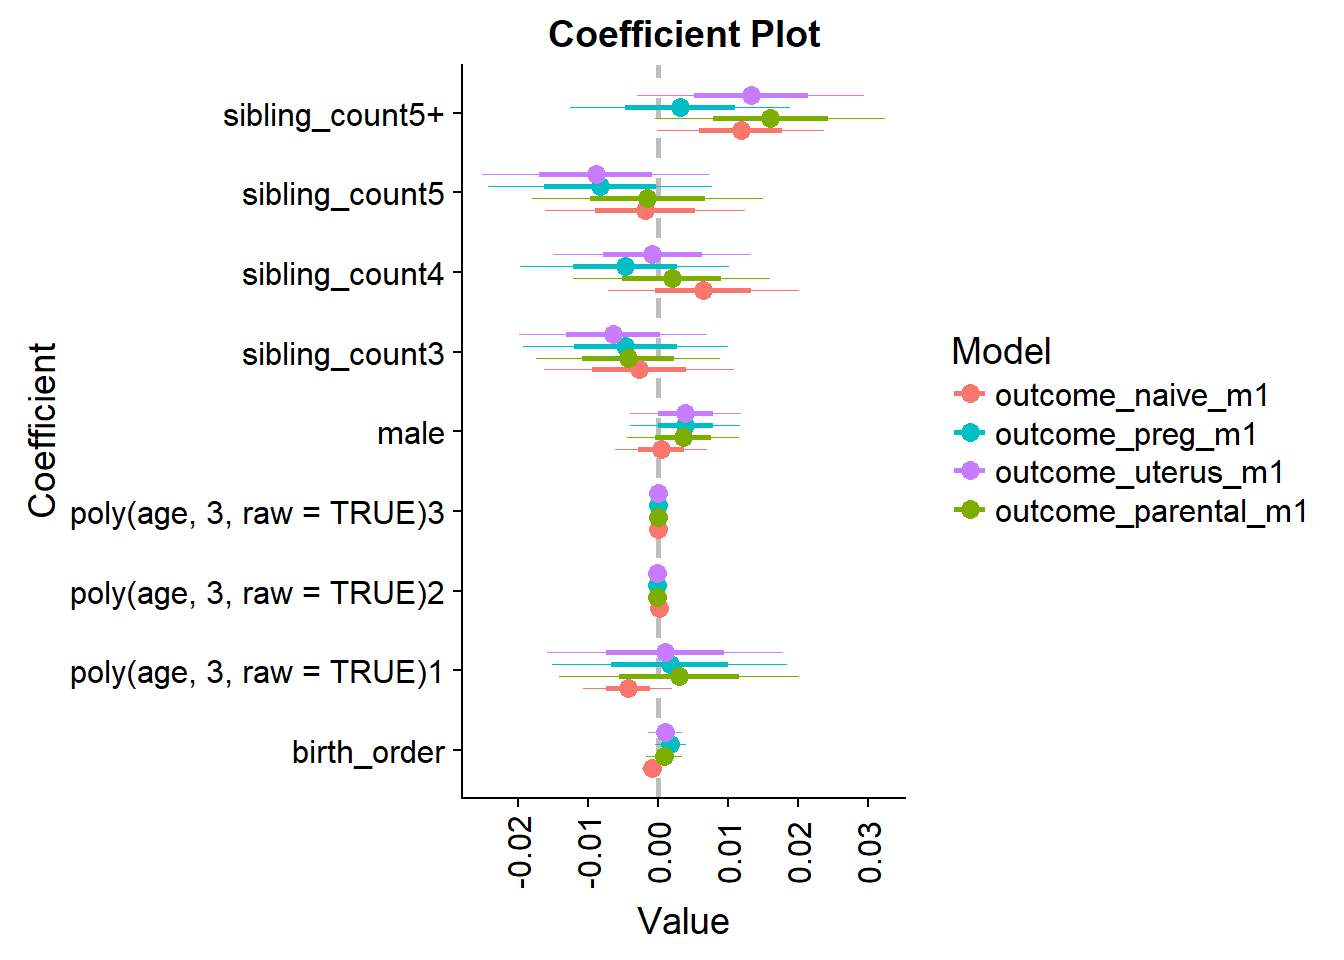 Coefficient Plot
Coefficient
sibling_count5+
sibling_count5
sibling_count4
sibling_count3
male
poly(age, 3, raw = TRUE)3
poly(age, 3, raw = TRUE)2
poly(age, 3, raw = TRUE)1
birth_order
-0.02
-0.01
0.00
0.01
0.02
0.03
Value
Model
outcome_naive_m1
outcome_preg_m1
outcome_uterus_m1
outcome_parental_m1